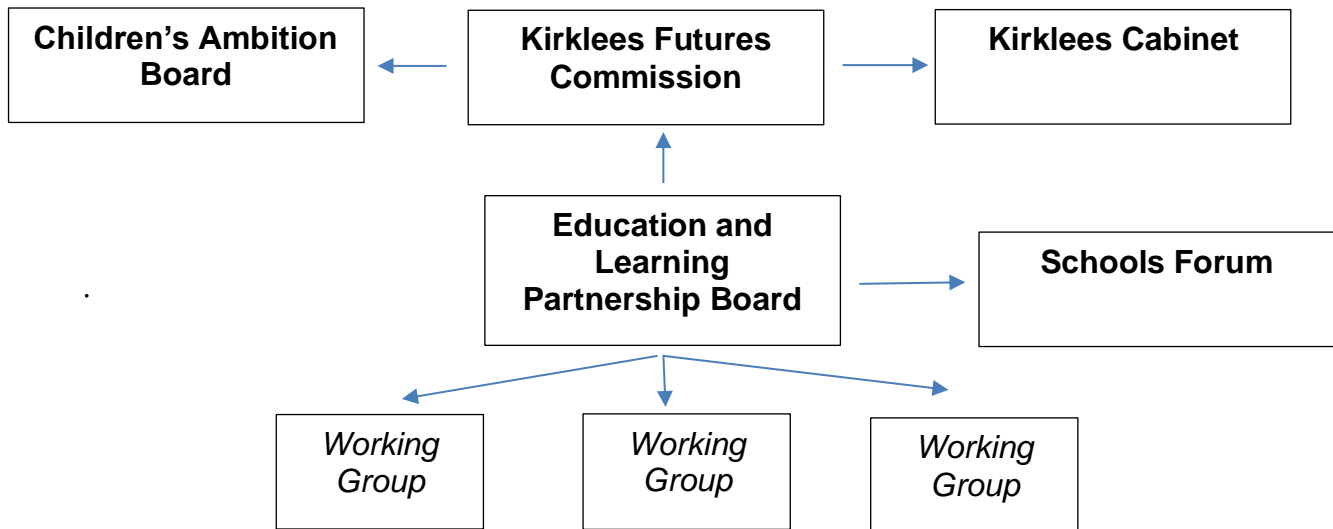 Children’s Ambition
Board
Kirklees Futures
Commission
Kirklees Cabinet
Education and
Learning
Partnership Board
Schools Forum
.
Working
Group
Working
Group
Working
Group